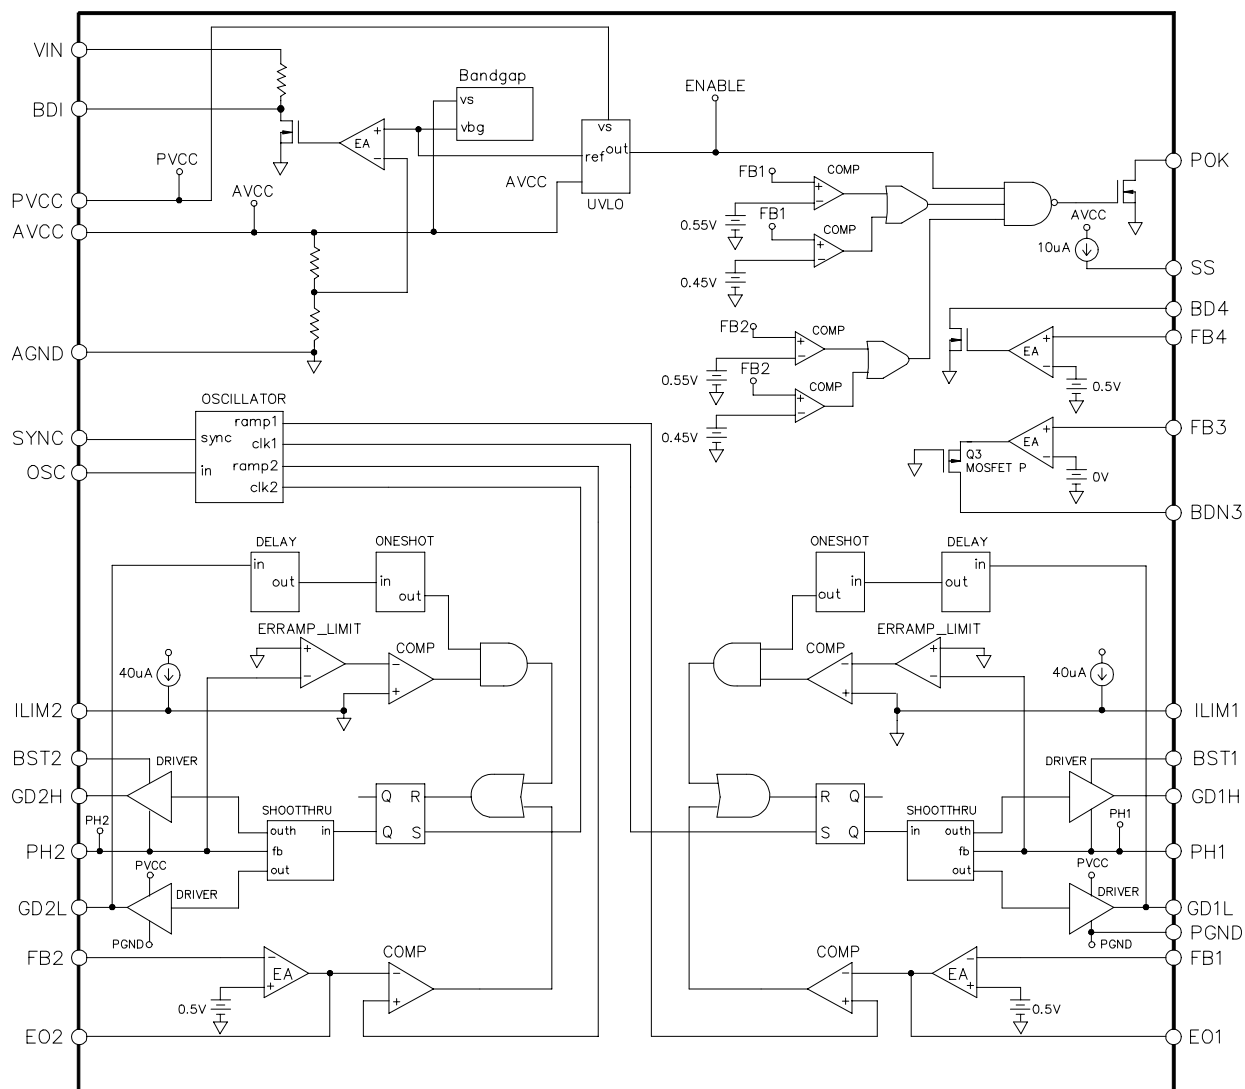 VIN
BDI
PVCC
AVCC
AGND
SYNC
OSC
ILIM2
BST2
GD2H
PH2
GD2L
FB2
EO2
PVCC
AVCC
EA
+
−
Bandgap
vs
vbg
vs
out
ref
UVLO
AVCC
ENABLE
FB1
COMP
+
−
0.55V
FB1
COMP
+
−
0.45V
FB2
COMP
+
−
0.55V
FB2
COMP
+
−
0.45V
AVCC
10uA
EA
+
−
0.5V
EA
+
−
Q3
MOSFET P
0V
POK
SS
BD4
FB4
FB3
BDN3
ILIM1
BST1
GD1H
PH1
GD1L
PGND
FB1
EO1
OSCILLATOR
ramp1
sync
clk1
ramp2
in
clk2
DELAY
in
out
ONESHOT
in
out
ERRAMP_LIMIT
+
−
COMP
−
+
40uA
DRIVER
PH2
SHOOTTHRU
outh
in
fb
out
Q
R
Q
S
PVCC
DRIVER
PGND
−
EA
+
0.5V
COMP
−
+
ONESHOT
in
out
DELAY
in
out
ERRAMP_LIMIT
+
−
COMP
−
+
40uA
DRIVER
PH1
R
Q
S
Q
SHOOTTHRU
in
outh
fb
out
PVCC
DRIVER
PGND
COMP
−
+
−
EA
+
0.5V